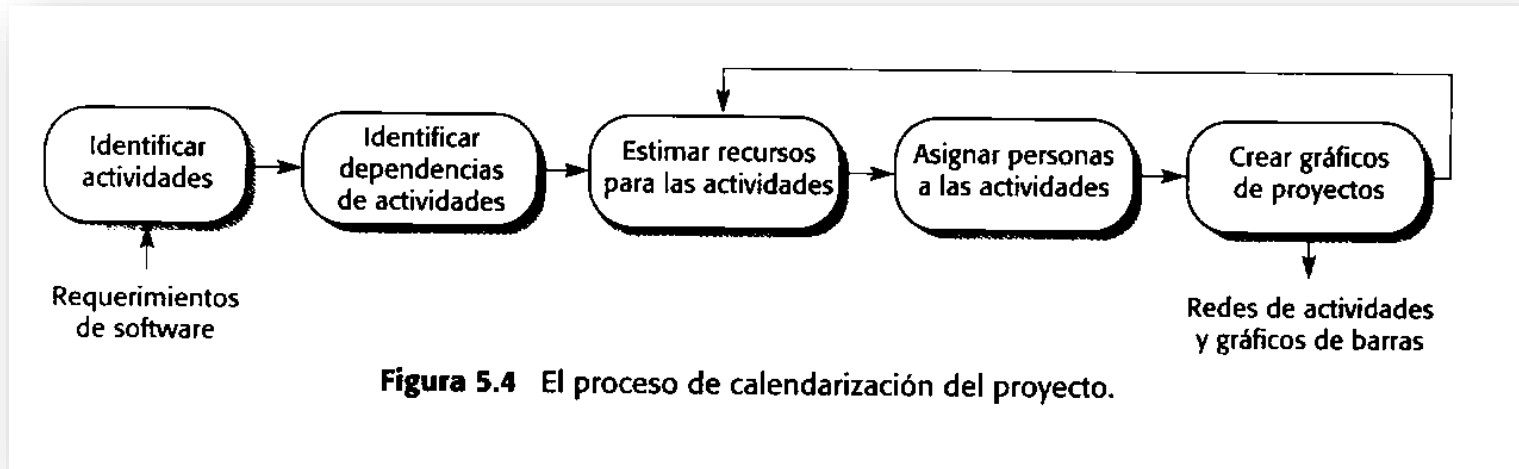 Identificar
actividades
Identificar
dependencias
de actividades
Estimar recursos
para las actividades
Asignar personas
a las actividades
Crear gráficos
de proyectos
Requerimientos
de software
Redes de actividades
y gráficos de barras
Figura 5.4 El proceso de calendarización del proyecto.